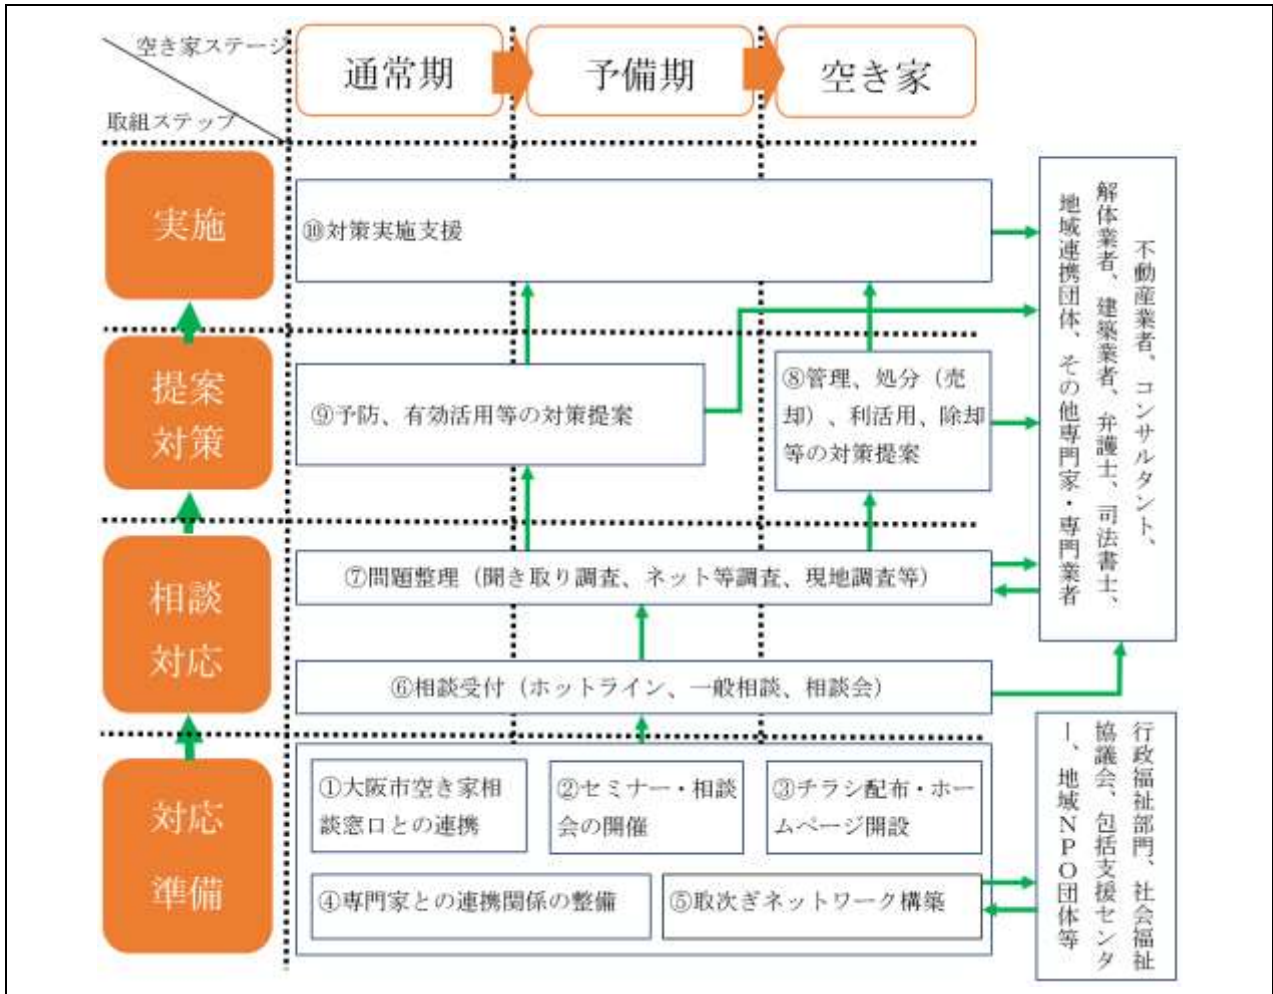 空き家ステージ
取組ステップ
通常期
予備期
空き家
実施
⑩対策実施支援
提案
対策
⑨予防、有効活用等の対策提案
⑧管理、処分（売
却）、利活用、除却
等の対策提案
相談
対応
⑦問題整理（聞き取り調査、ネット等調査、現地調査等）
⑥相談受付（ホットライン、一般相談、相談会）
不動産業者、コンサルタント、
解体業者、建築業者、弁護士、司法書士、
地域連携団体、その他専門家・専門業者
対応
準備
①大阪市空き家相
談窓口との連携
②セミナー・相談
会の開催
③チラシ配布・ホー
ムページ開設
④専門家との連携関係の整備
⑤取次ぎネットワーク構築
行政福祉部門、社会福祉
協議会、包括支援センタ
ー、地域NPO団体等